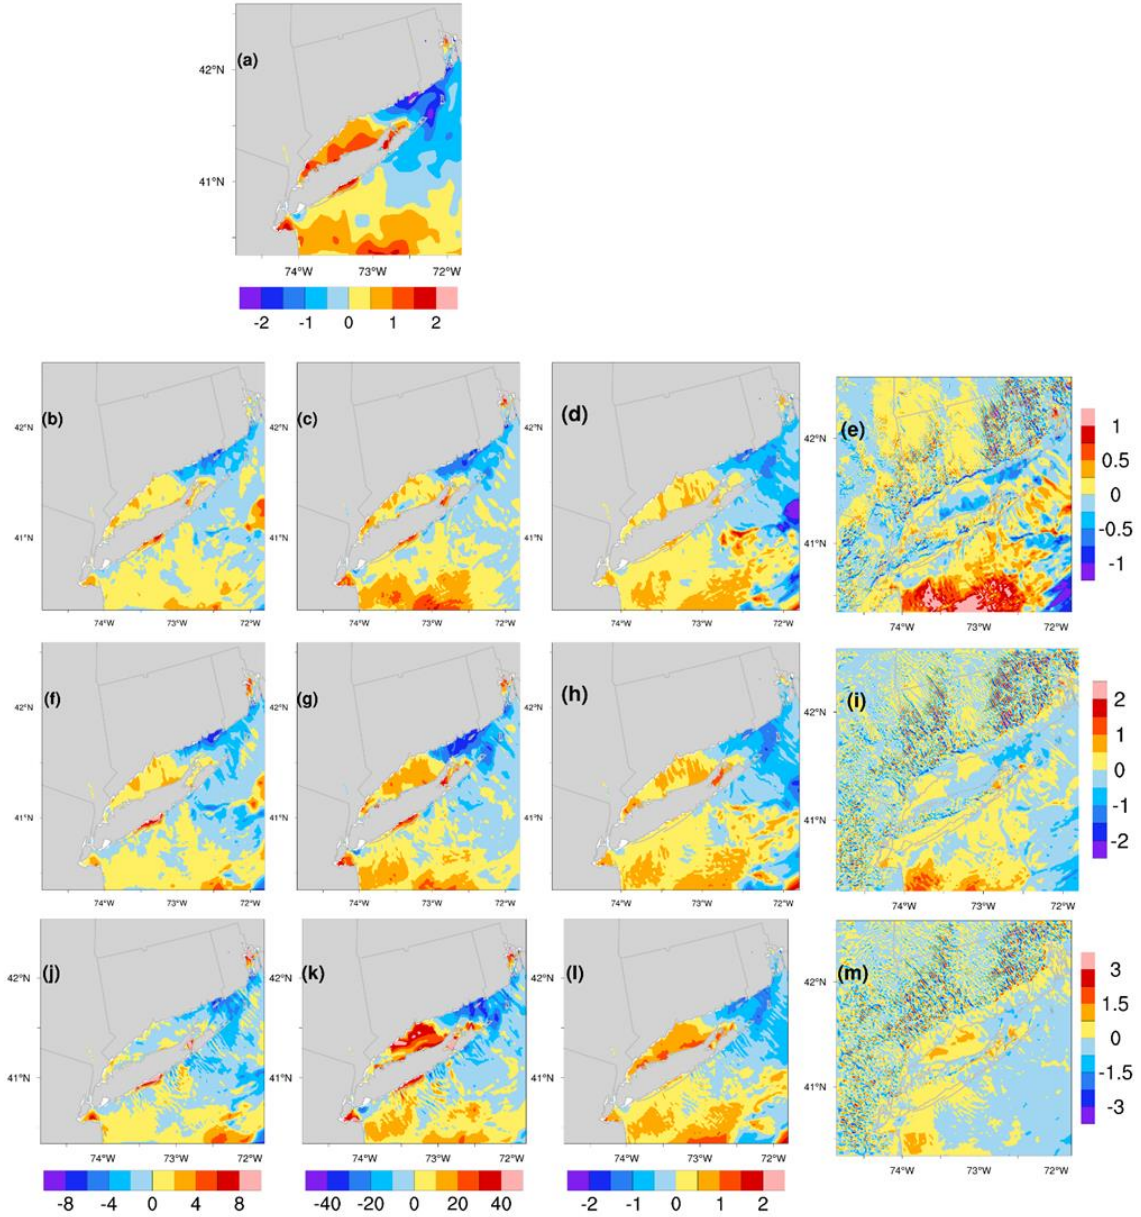 (a)
42°N
41°N
74°W 73°W 72°W
-2 -1 0 1 2
(b) (c) (d) (e)
42°N 42°N 42°N 42°N
1
0.5
0
-0.5
-1
41°N 41°N 41°N 41°N
74°W 73°W 72°W 74°W 73°W 72°W 74°W 73°W 72°W 74°W 73°W 72°W
(f) (g) (h) (i)
42°N 42°N 42°N 42°N
2
1
0
-1
-2
41°N 41°N 41°N 41°N
74°W 73°W 72°W 74°W 73°W 72°W 74°W 73°W 72°W 74°W 73°W 72°W
(j) (k) (l) (m)
42°N 42°N 42°N 42°N
3
1.5
0
-1.5
-3
41°N 41°N 41°N 41°N
74°W 73°W 72°W 74°W 73°W 72°W 74°W 73°W 72°W 74°W 73°W 72°W
-8 -4 0 4 8 -40 -20 0 20 40 -2 -1 0 1 2